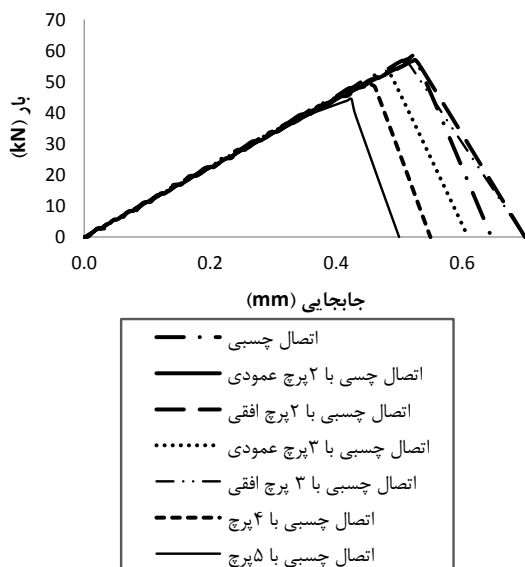 70
60
50
40
30
20
10
0
بار (kN)
0.0 0.2 0.4 0.6
جابجایی (mm)
اتصال چسبی
اتصال چسی با ۲پرچ عمودی
اتصال چسبی با ۲پرچ افقی
اتصال چسبی با ۳پرچ عمودی
اتصال چسبی با ۳ پرچ افقی
اتصال چسبی با ۴پرچ
اتصال چسبی با ۵پرچ